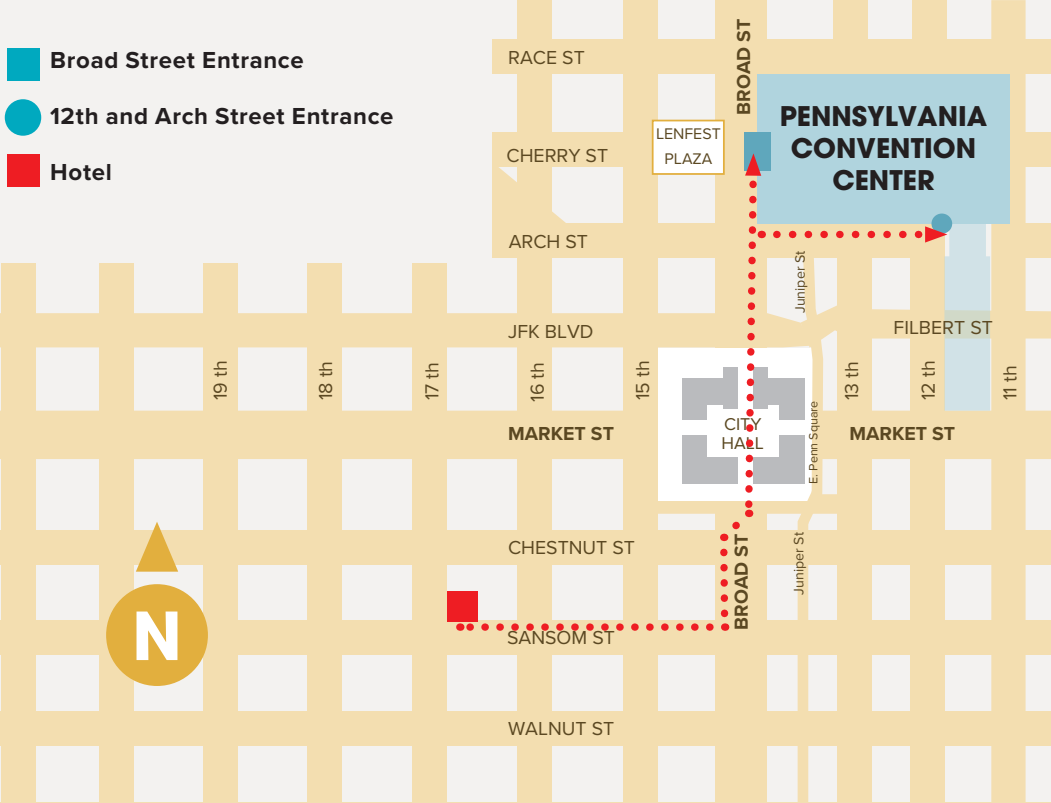 Broad Street Entrance
12th and Arch Street Entrance
Hotel
RACE ST
BROAD ST
LENFEST
PLAZA
PENNSYLVANIA
CONVENTION
CENTER
CHERRY ST
ARCH ST
Juniper St
JFK BLVD
FILBERT ST
19 th
18 th
17 th
16 th
15 th
13 th
12 th
11 th
CITY
HALL
E. Penn Square
MARKET ST
MARKET ST
CHESTNUT ST
BROAD ST
Juniper St
N
SANSOM ST
WALNUT ST